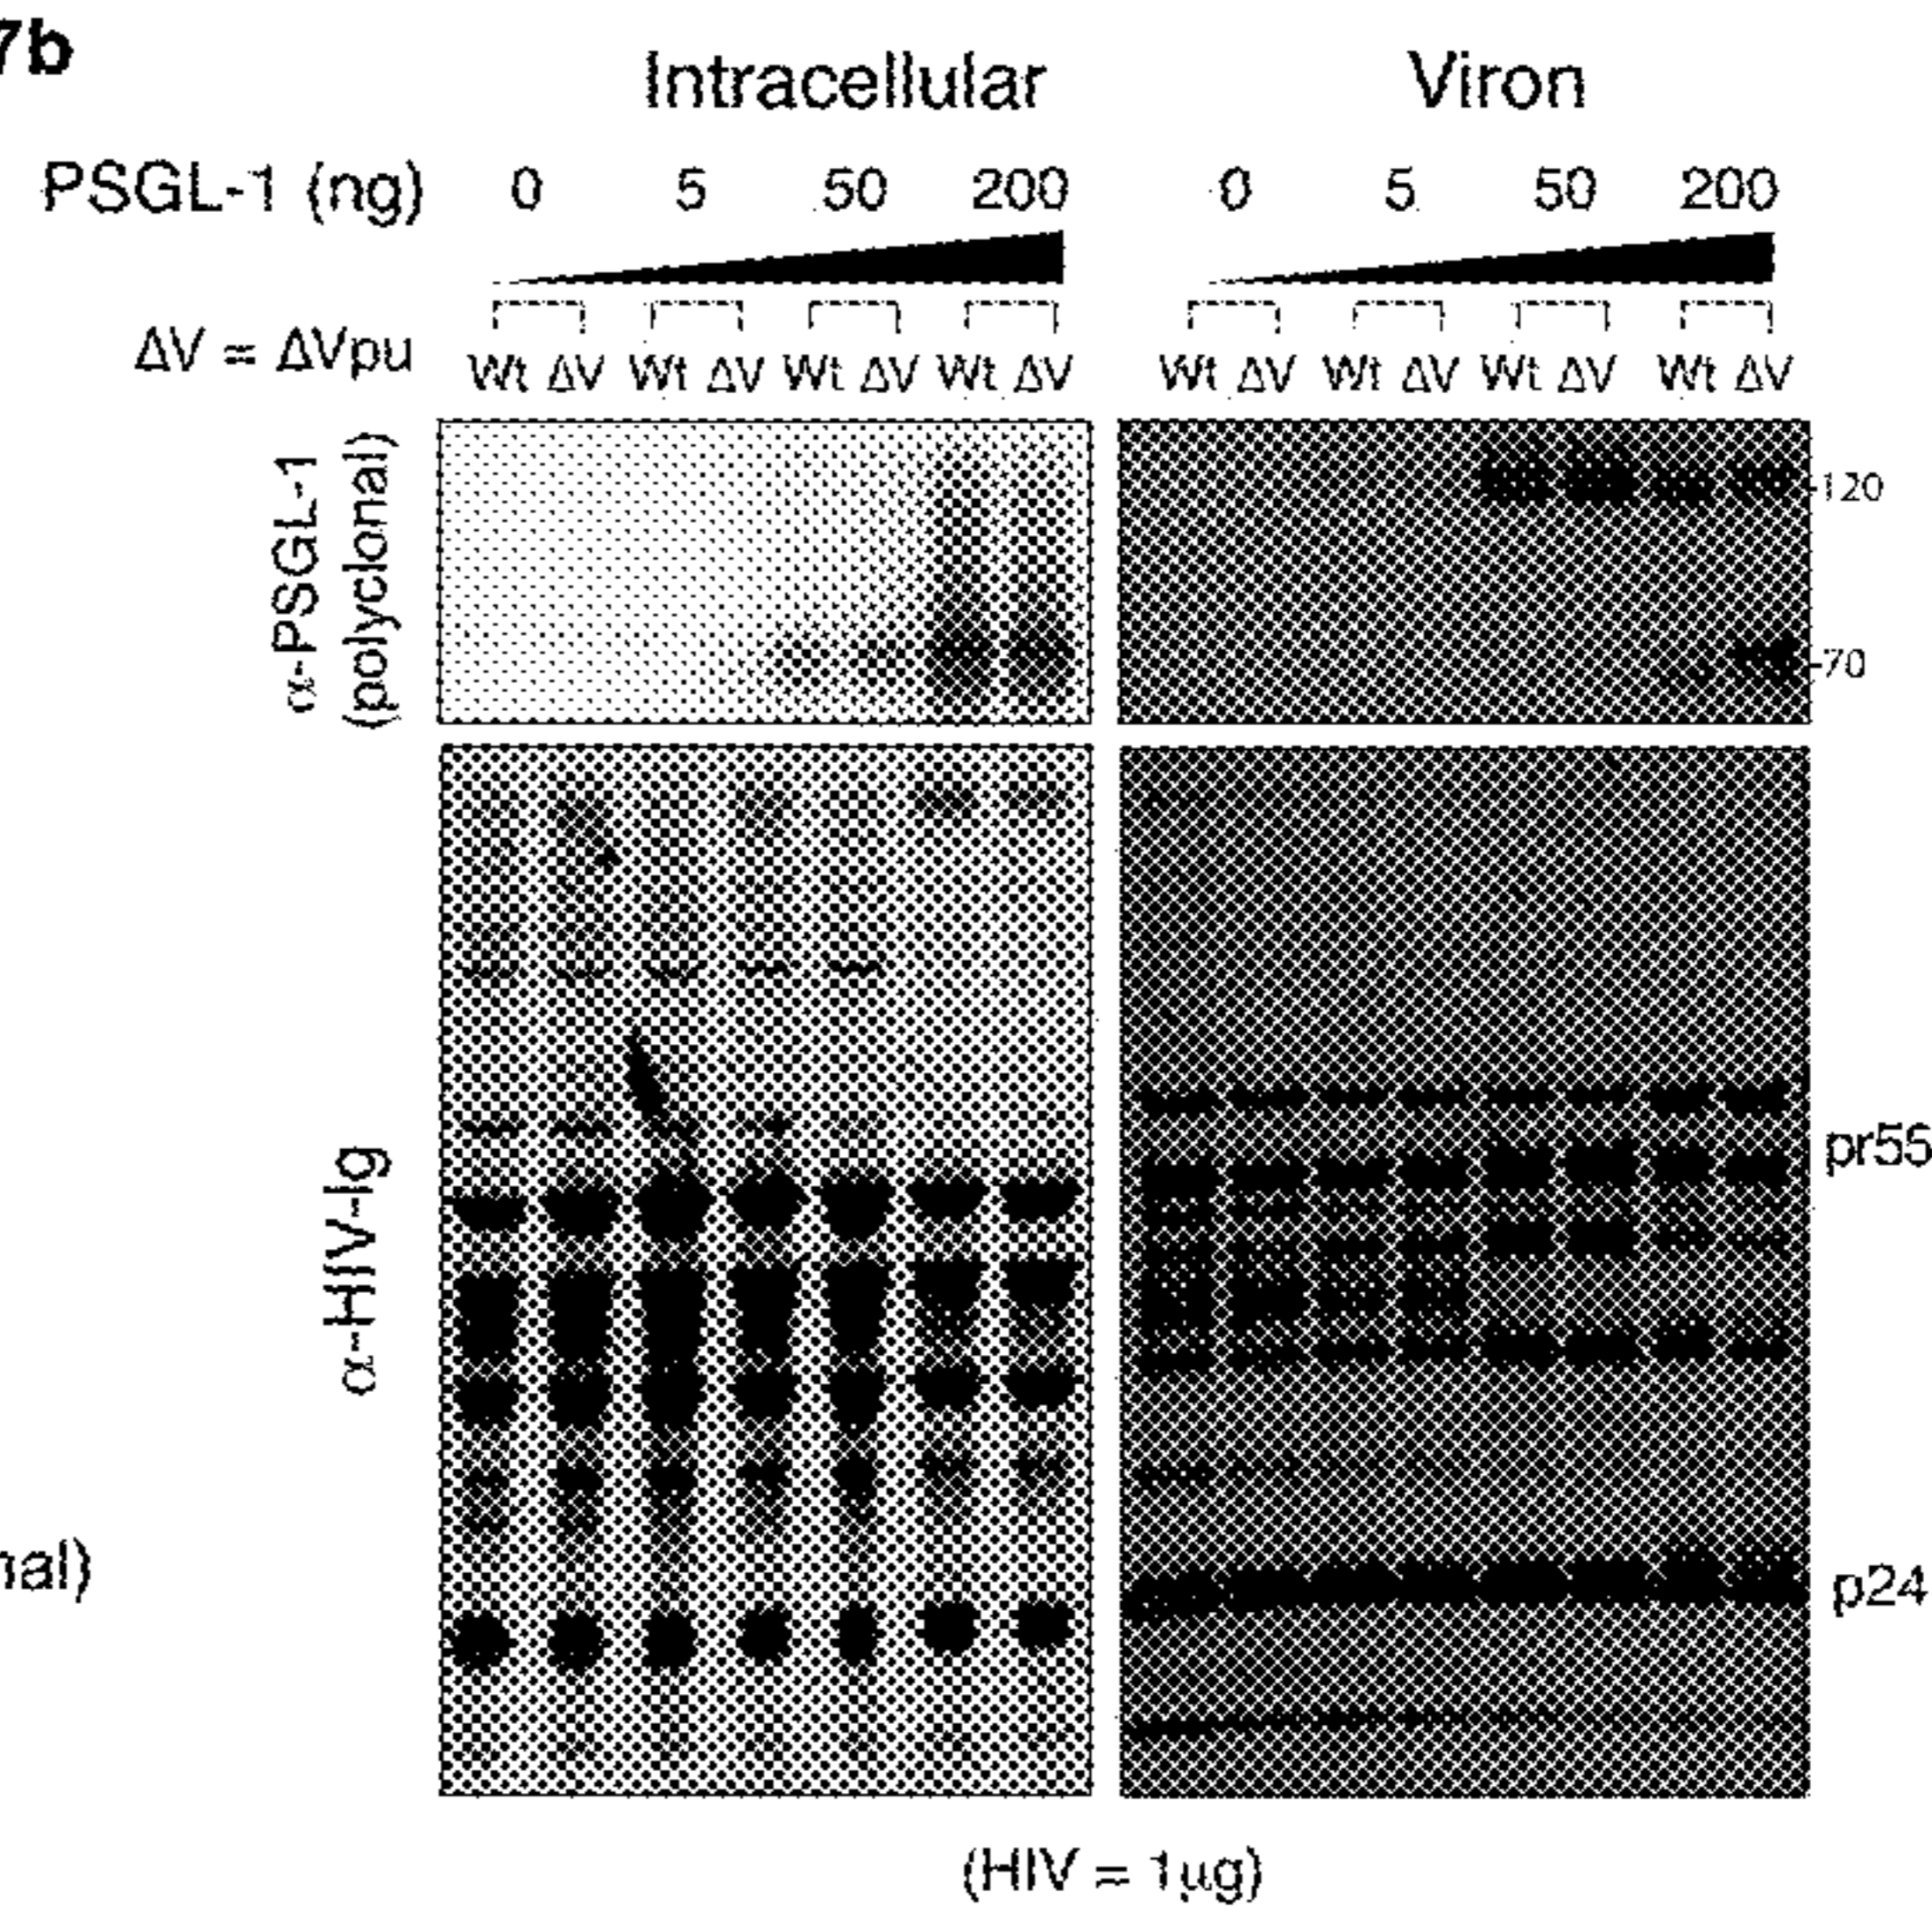 7b
Intracellular Viron
PSGL-1 (ng) 0 5 50 200 0 5 50 200
ΔV = ΔVpu Wt ΔV Wt ΔV Wt ΔV Wt ΔV Wt ΔV Wt ΔV Wt ΔV Wt ΔV
α-PSGL-1
(polyclonal)
120
70
α-HIV-Ig
pr55
nal)
p24
(HIV = 1µg)